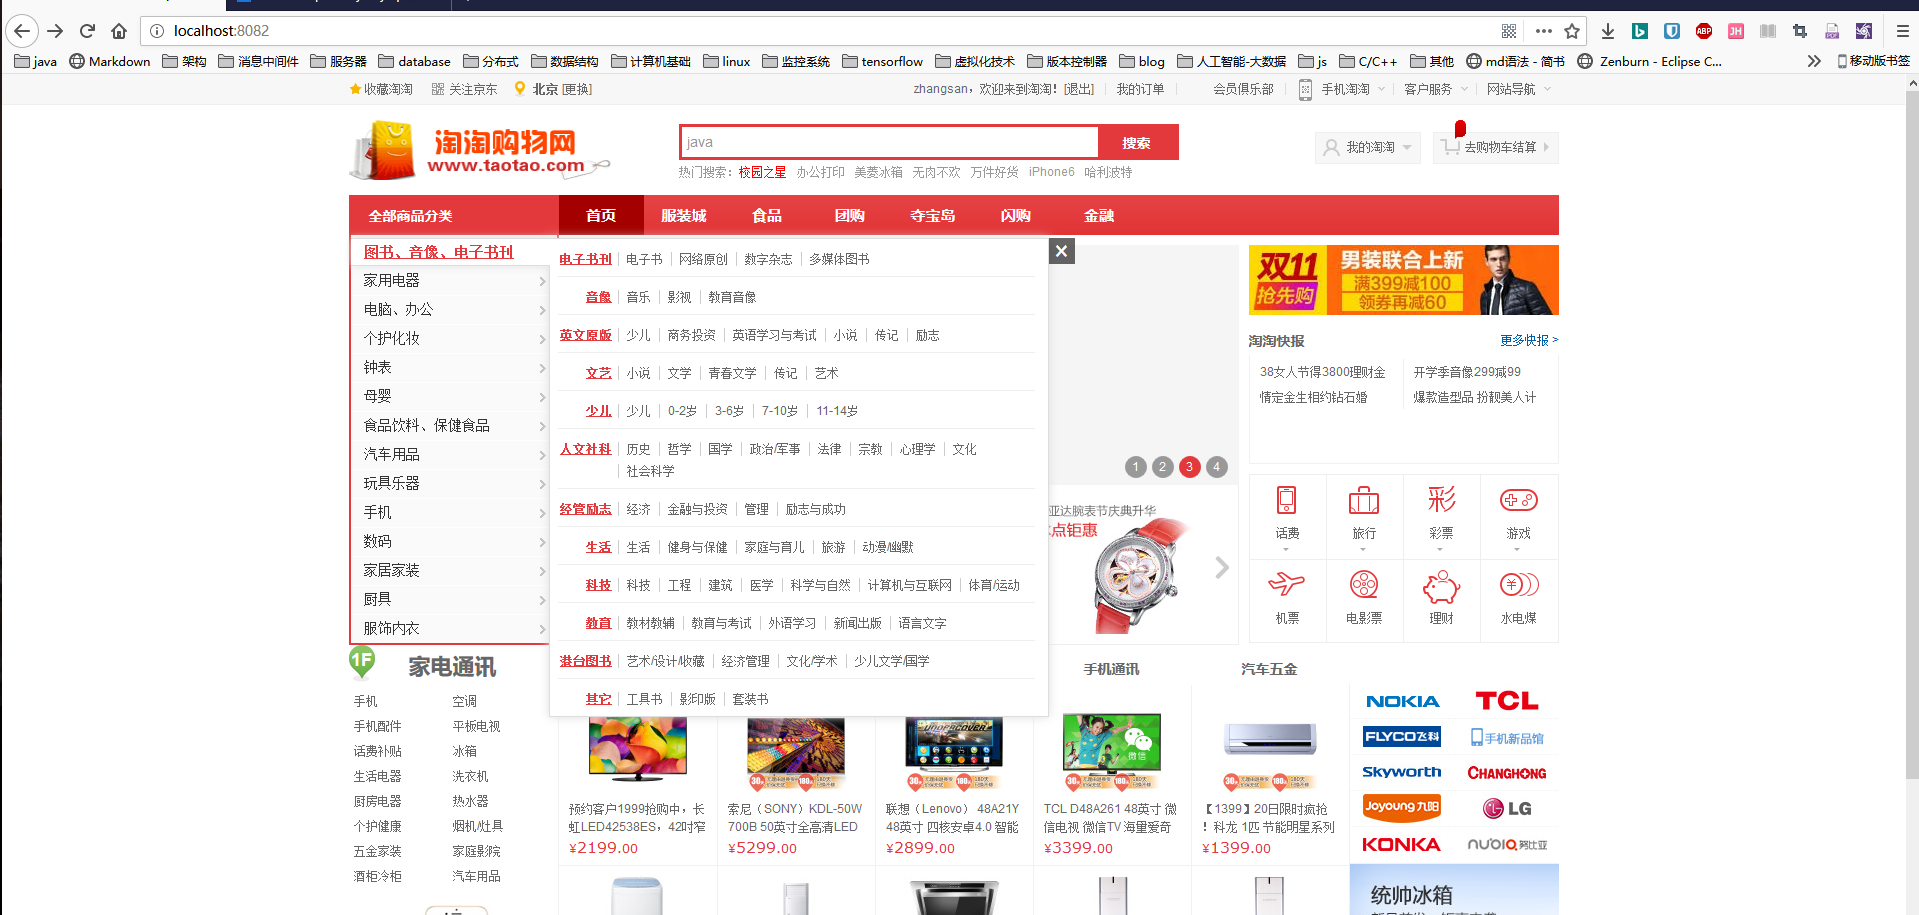 localhost:8082
java Markdown 架构 消息中间件 服务器 database 分布式 数据结构 计算机基础 linux 监控系统 tensorflow 虚拟化技术 版本控制器 blog 人工智能-大数据 js C/C++ 其他 md语法 - 简书 Zenburn - Eclipse C... 移动版书签
收藏淘淘 关注京东 北京 [更换] zhangsan，欢迎来到淘淘！[退出] 我的订单 会员俱乐部 手机淘淘 客户服务 网站导航
淘淘购物网
www.taotao.com
java 搜索
热门搜索： 校园之星 办公打印 美菱冰箱 无肉不欢 万件好货 iPhone6 哈利波特
我的淘淘 去购物车结算
全部商品分类 首页 服装城 食品 团购 夺宝岛 闪购 金融
图书、音像、电子书刊
家用电器
电脑、办公
个护化妆
钟表
母婴
食品饮料、保健食品
汽车用品
玩具乐器
手机
数码
家居家装
厨具
服饰内衣
电子书刊 电子书 网络原创 数字杂志 多媒体图书
音像 音乐 影视 教育音像
英文原版 少儿 商务投资 英语学习与考试 小说 传记 励志
文艺 小说 文学 青春文学 传记 艺术
少儿 少儿 0-2岁 3-6岁 7-10岁 11-14岁
人文社科 历史 哲学 国学 政治/军事 法律 宗教 心理学 文化
社会科学
经管励志 经济 金融与投资 管理 励志与成功
生活 生活 健身与保健 家庭与育儿 旅游 动漫/幽默
科技 科技 工程 建筑 医学 科学与自然 计算机与互联网 体育/运动
教育 教材教辅 教育与考试 外语学习 新闻出版 语言文字
港台图书 艺术/设计/收藏 经济管理 文化/学术 少儿文学/国学
其它 工具书 影印版 套装书
1 2 3 4
亚达腕表节庆典升华
点钜惠
双11
抢先购
男装联合上新
满399减100
领券再减60
淘淘快报 更多快报 >
38女人节得3800理财金 开学季音像299减99
情定金生相约钻石婚 爆款造型品 扮靓美人计
话费 旅行 彩票 游戏
机票 电影票 理财 水电煤
1F 家电通讯 手机通讯 汽车五金
手机 空调
手机配件 平板电视
话费补贴 冰箱
生活电器 洗衣机
厨房电器 热水器
个护健康 烟机/灶具
五金家装 家庭影院
酒柜冷柜 汽车用品
预约客户1999抢购中，长
虹LED42538ES，42吋窄
¥2199.00
索尼（SONY）KDL-50W
700B 50英寸全高清LED
¥5299.00
联想（Lenovo） 48A21Y
48英寸 四核安卓4.0 智能
¥2899.00
微信
TCL D48A261 48英寸 微
信电视 微信TV 海量爱奇
¥3399.00
【1399】20日限时疯抢
！科龙 1匹 节能明星系列
¥1399.00
NOKIA TCL
FLYCO飞科 手机新品馆
Skyworth CHANGHONG
Joyoung九阳 LG
KONKA nubia努比亚
统帅冰箱